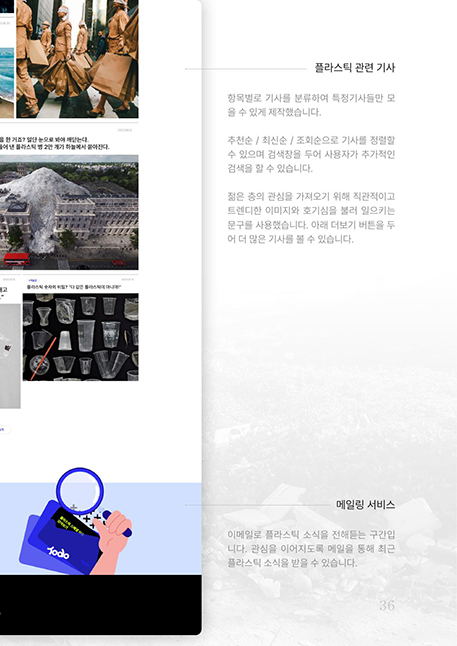 플라스틱 관련 기사
항목별로 기사를 분류하여 특정기사들만 모
을 수 있게 제작했습니다.
추천순 / 최신순 / 조회순으로 기사를 정렬할
수 있으며 검색창을 두어 사용자가 추가적인
검색을 할 수 있습니다.
젊은 층의 관심을 가져오기 위해 직관적이고
트렌디한 이미지와 호기심을 불러 일으키는
문구를 사용했습니다. 아래 더보기 버튼을 두
어 더 많은 기사를 볼 수 있습니다.
한 거죠? 일단 눈으로 봐야 깨닫는다.
낸 플라스틱 병 2만 개가 하늘에서 쏟아진다.
플라스틱 숫자의 비밀? "다 같은 플라스틱이 아니야!"
메일링 서비스
이메일로 플라스틱 소식을 전해듣는 구간입
니다. 관심을 이어지도록 메일을 통해 최근
플라스틱 소식을 받을 수 있습니다.
36